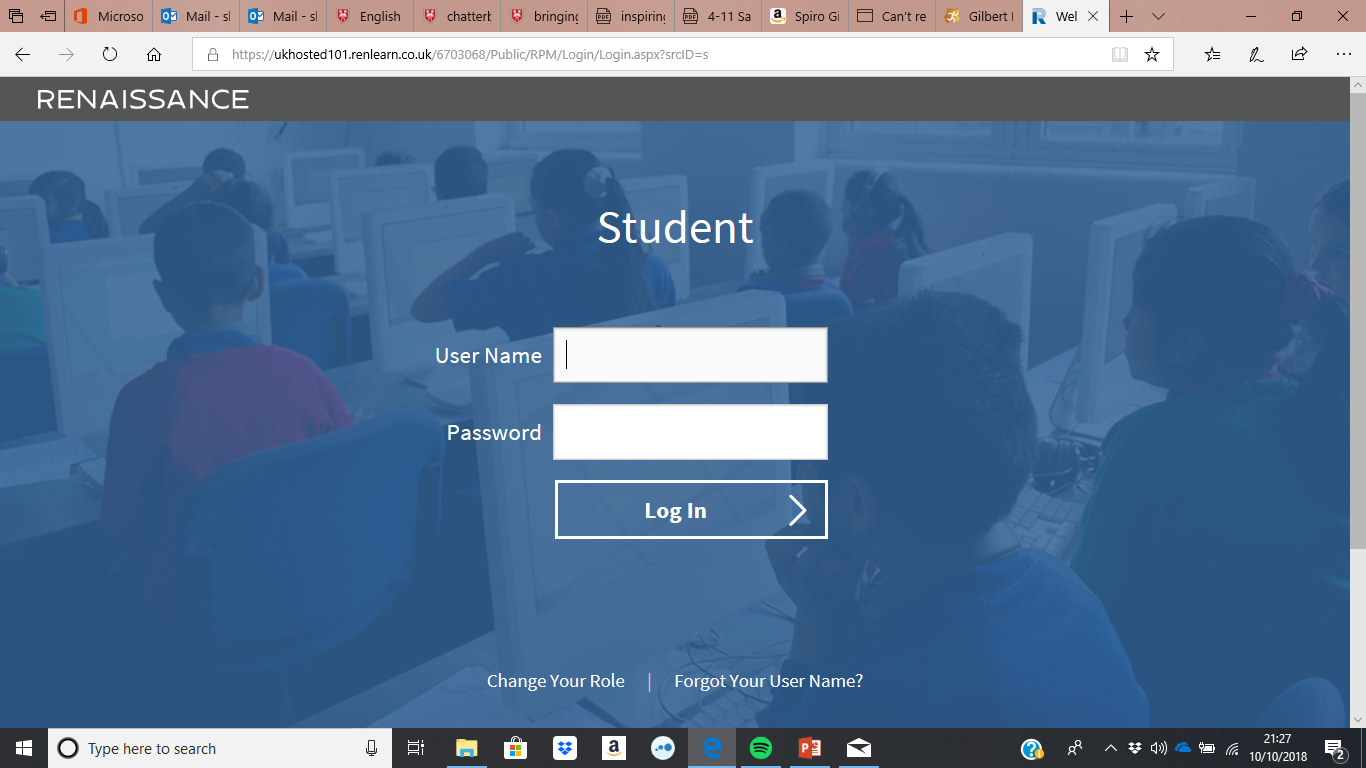 Microso
Mail - sl
Mail - sl
English
chatterb
bringing
inspiring
4-11 Sa
Spiro Gi
Can't re
Gilbert I
Wel
https://ukhosted101.renlearn.co.uk/6703068/Public/RPM/Login/Login.aspx?srcID=s
RENAISSANCE
Student
User Name
Password
Log In
Change Your Role | Forgot Your User Name?
Type here to search
21:27
10/10/2018
2